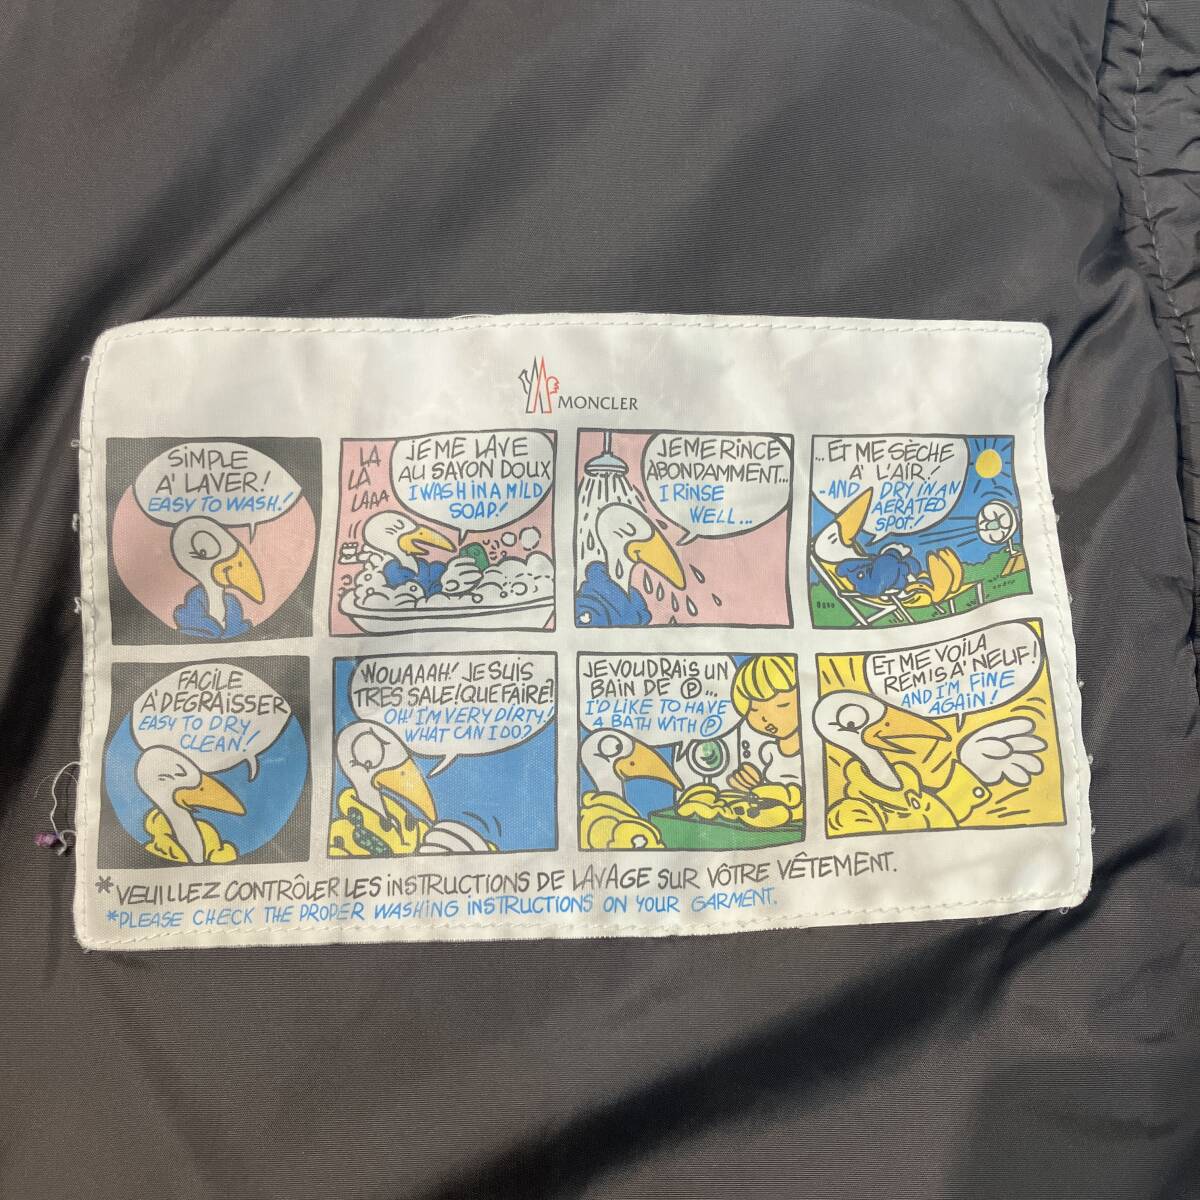 MONCLER
SiMPLE
A' LAVER!
EASY TO WASH!
LA
LÀ
LAAA
JE ME LAVE
AU SAYON DOUX
I WASH IN A MILD
SOAP!
JE ME RINCE
ABONDAMMENT...
I RINSE
WELL...
...ET ME SÈCHE
A' L'AIR!
-AND DRY IN AN
AERATED
SPOT!
FACILE
A' DEGRAISSER
EASY TO DRY
CLEAN!
WOUAAAH! JE SUIS
TRES SALE! QUE FAIRE?
OH! I'M VERY DIRTY!
WHAT CAN I DO?
JE VOUDRAIS UN
BAIN DE Ⓟ...
I'D LIKE TO HAVE
A BATH WITH Ⓟ
ET ME VOILA
REMIS A' NEUF!
AND I'M FINE
AGAIN!
*VEUILLEZ CONTRÔLER LES iNSTRUCTIONS DE LAVAGE SUR VÔTRE VÊTEMENT.
*PLEASE CHECK THE PROPER WASHING iNSTRUCTIONS ON YOUR GARMENT.